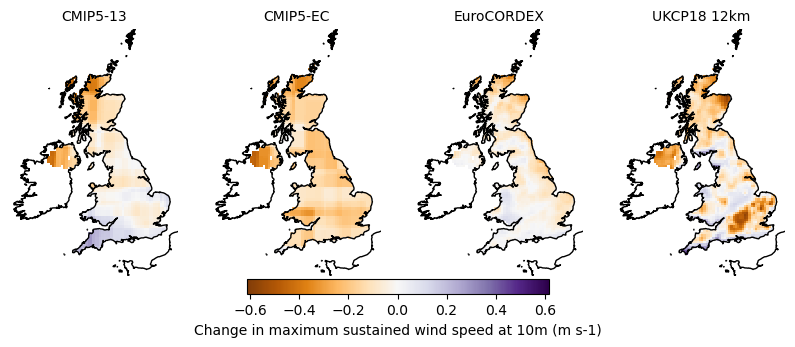 CMIP5-13 CMIP5-EC EuroCORDEX UKCP18 12km
−0.6 −0.4 −0.2 0.0 0.2 0.4 0.6
Change in maximum sustained wind speed at 10m (m s-1)